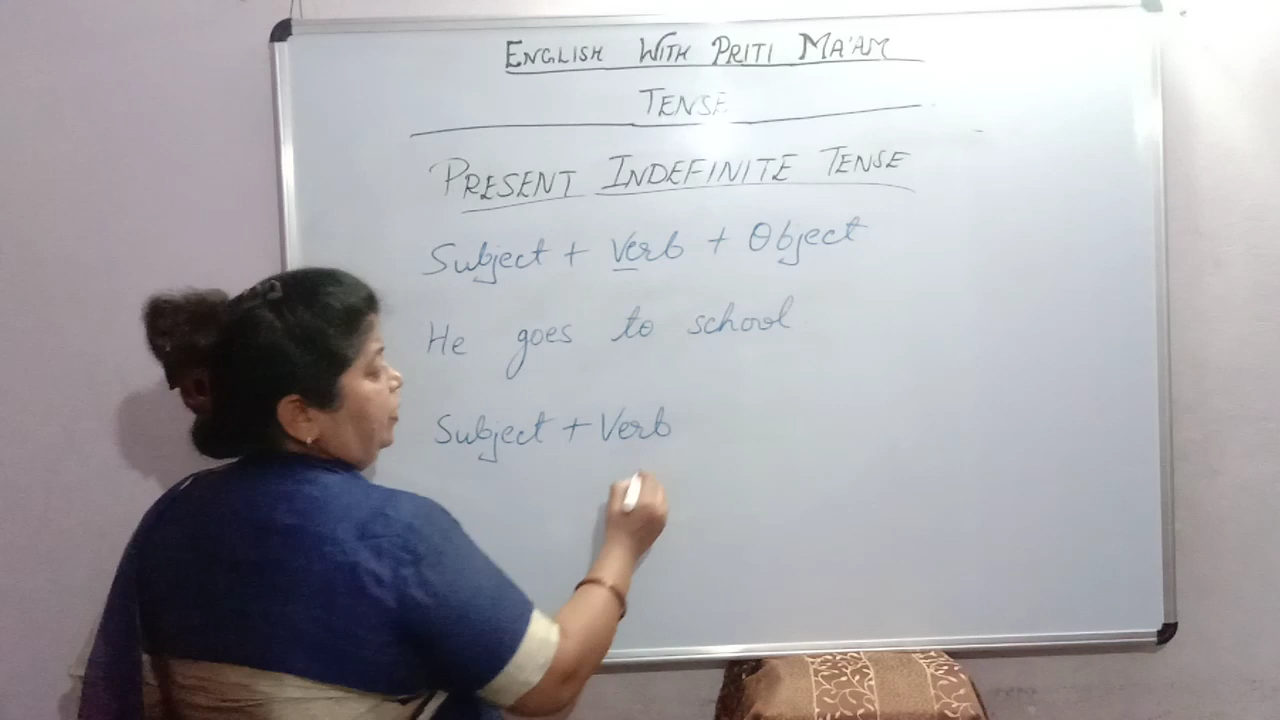 ENGLISH WITH PRITI MA'AM
TENSE
PRESENT INDEFINITE TENSE
Subject + Verb + Object
He goes to school
Subject + Verb